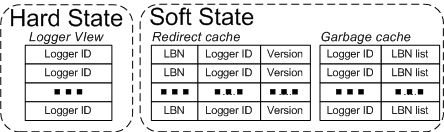 Hard State
Soft State
Logger VIew
Redirect cache
Garbage cache
Logger ID
LBN Logger ID Version
Logger ID LBN list
Logger ID
LBN Logger ID Version
Logger ID LBN list
Logger ID
LBN Logger ID Version
Logger ID LBN list